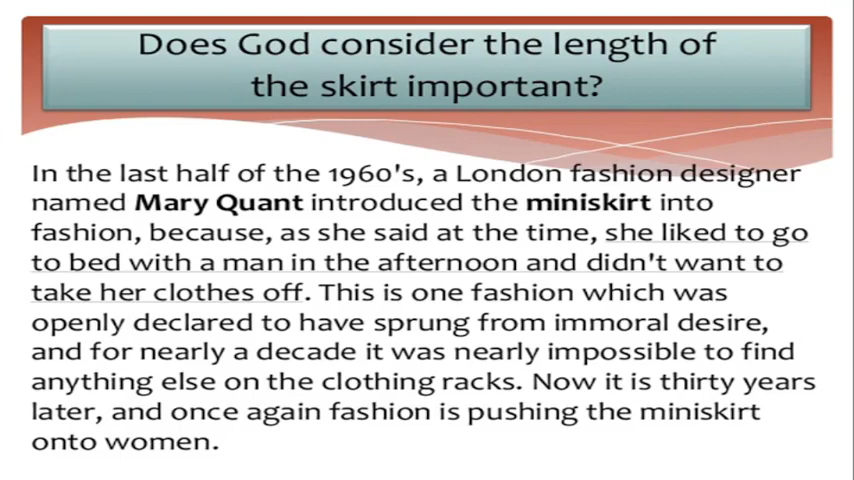 Does God consider the length of
the skirt important?
In the last half of the 1960's, a London fashion designer
named Mary Quant introduced the miniskirt into
fashion, because, as she said at the time, she liked to go
to bed with a man in the afternoon and didn't want to
take her clothes off. This is one fashion which was
openly declared to have sprung from immoral desire,
and for nearly a decade it was nearly impossible to find
anything else on the clothing racks. Now it is thirty years
later, and once again fashion is pushing the miniskirt
onto women.